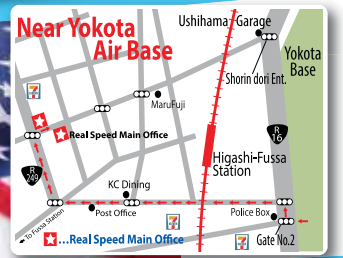 Near Yokota
Air Base
Ushihama
Garage
Shorin dori Ent.
Yokota
Base
MaruFuji
Real Speed Main Office
R
16
R
249
Higashi-Fussa
Station
KC Dining
Post Office
Police Box
To Fussa Station
Gate No.2
...Real Speed Main Office